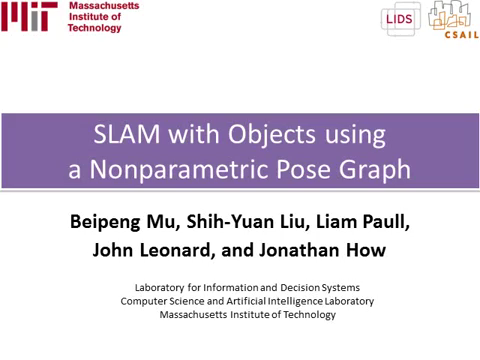 Massachusetts
Institute of
Technology
LIDS
CSAIL
SLAM with Objects using
a Nonparametric Pose Graph
Beipeng Mu, Shih-Yuan Liu, Liam Paull,
John Leonard, and Jonathan How
Laboratory for Information and Decision Systems
Computer Science and Artificial Intelligence Laboratory
Massachusetts Institute of Technology